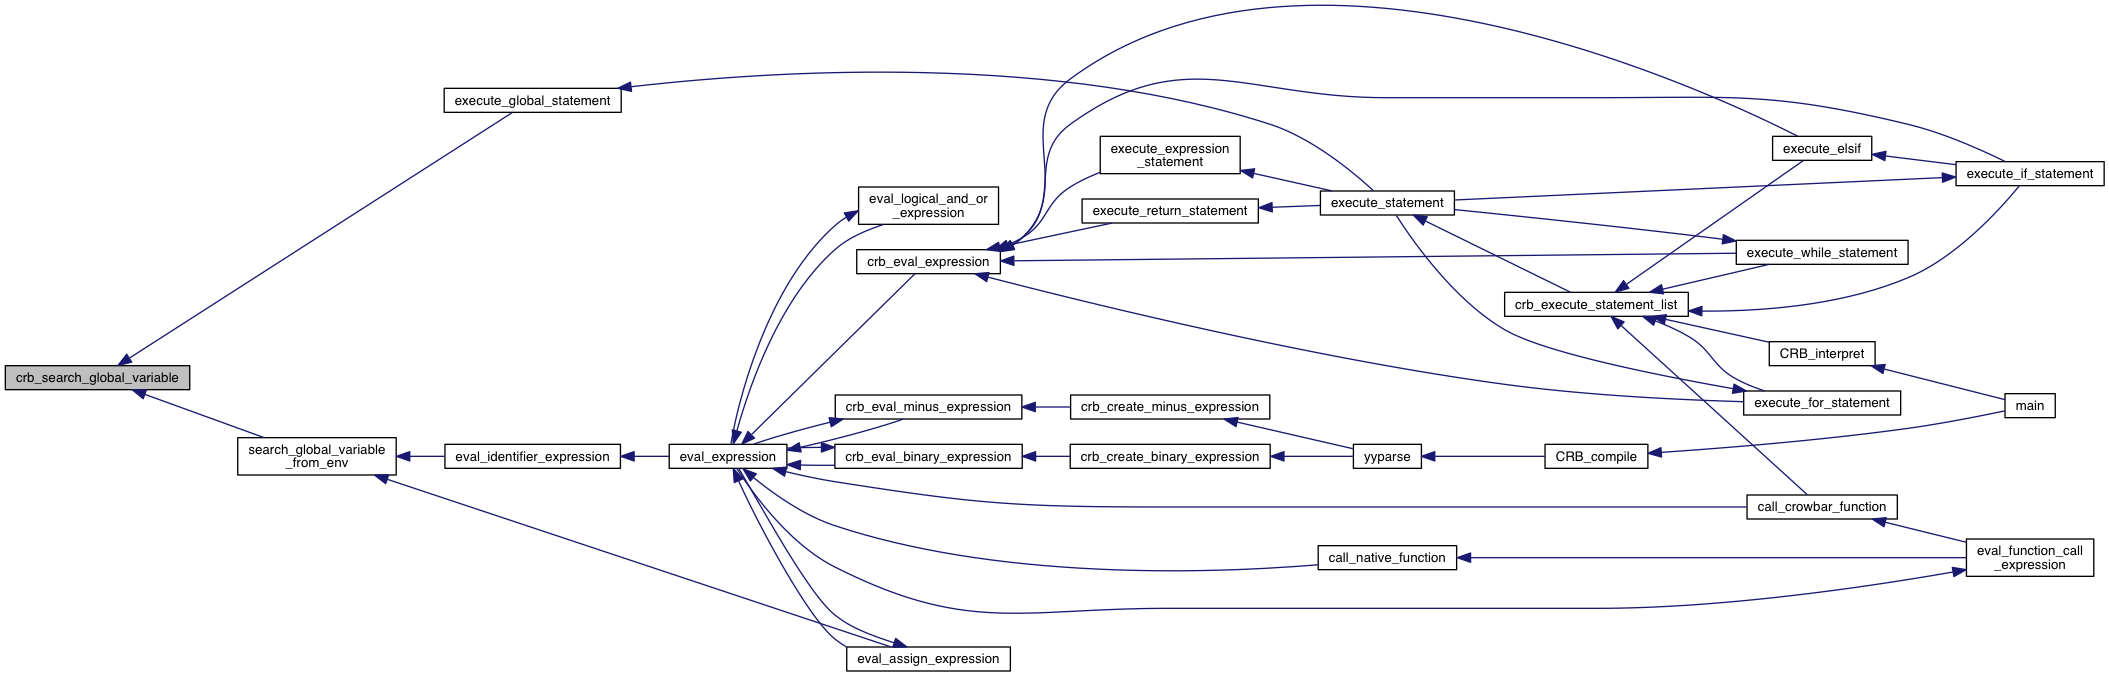 execute_global_statement
execute_expression
_statement
execute_elsif
execute_if_statement
eval_logical_and_or
_expression
execute_return_statement
execute_statement
crb_eval_expression
execute_while_statement
crb_execute_statement_list
CRB_interpret
crb_search_global_variable
execute_for_statement
main
crb_eval_minus_expression
crb_create_minus_expression
search_global_variable
_from_env
eval_identifier_expression
eval_expression
crb_eval_binary_expression
crb_create_binary_expression
yyparse
CRB_compile
call_crowbar_function
call_native_function
eval_function_call
_expression
eval_assign_expression